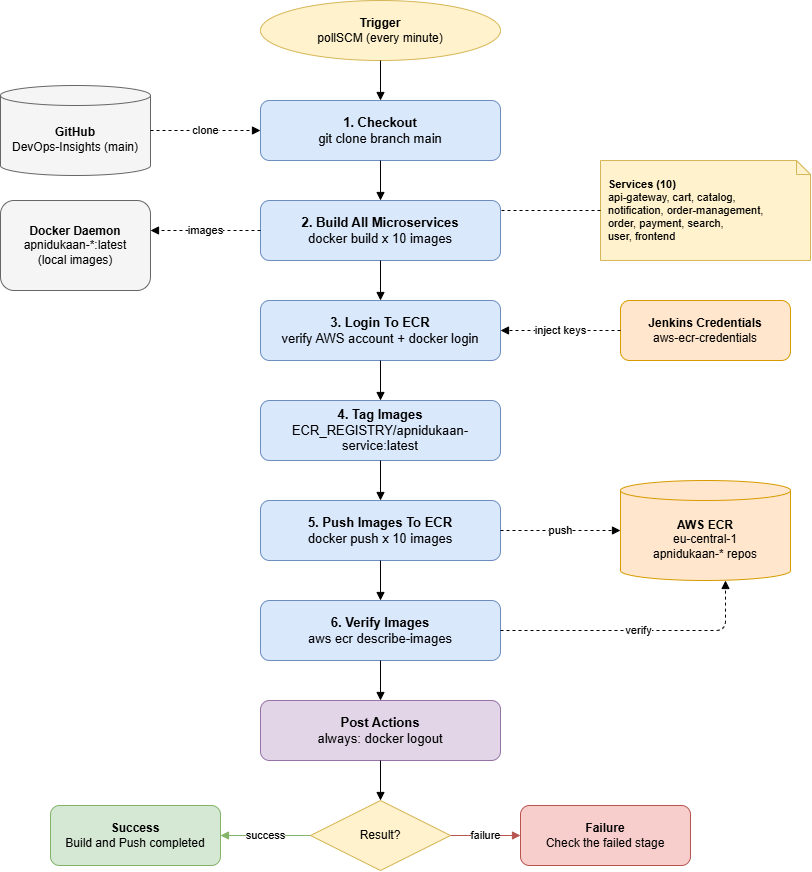 Trigger
pollSCM (every minute)
1. Checkout
git clone branch main
GitHub
DevOps-Insights (main)
clone
Services (10)
api-gateway, cart, catalog,
notification, order-management,
order, payment, search,
user, frontend
2. Build All Microservices
docker build x 10 images
images
Docker Daemon
apnidukaan-*:latest
(local images)
3. Login To ECR
verify AWS account + docker login
inject keys
Jenkins Credentials
aws-ecr-credentials
4. Tag Images
ECR_REGISTRY/apnidukaan-
service:latest
5. Push Images To ECR
docker push x 10 images
push
AWS ECR
eu-central-1
apnidukaan-* repos
6. Verify Images
aws ecr describe-images
verify
Post Actions
always: docker logout
Result?
success
Success
Build and Push completed
failure
Failure
Check the failed stage